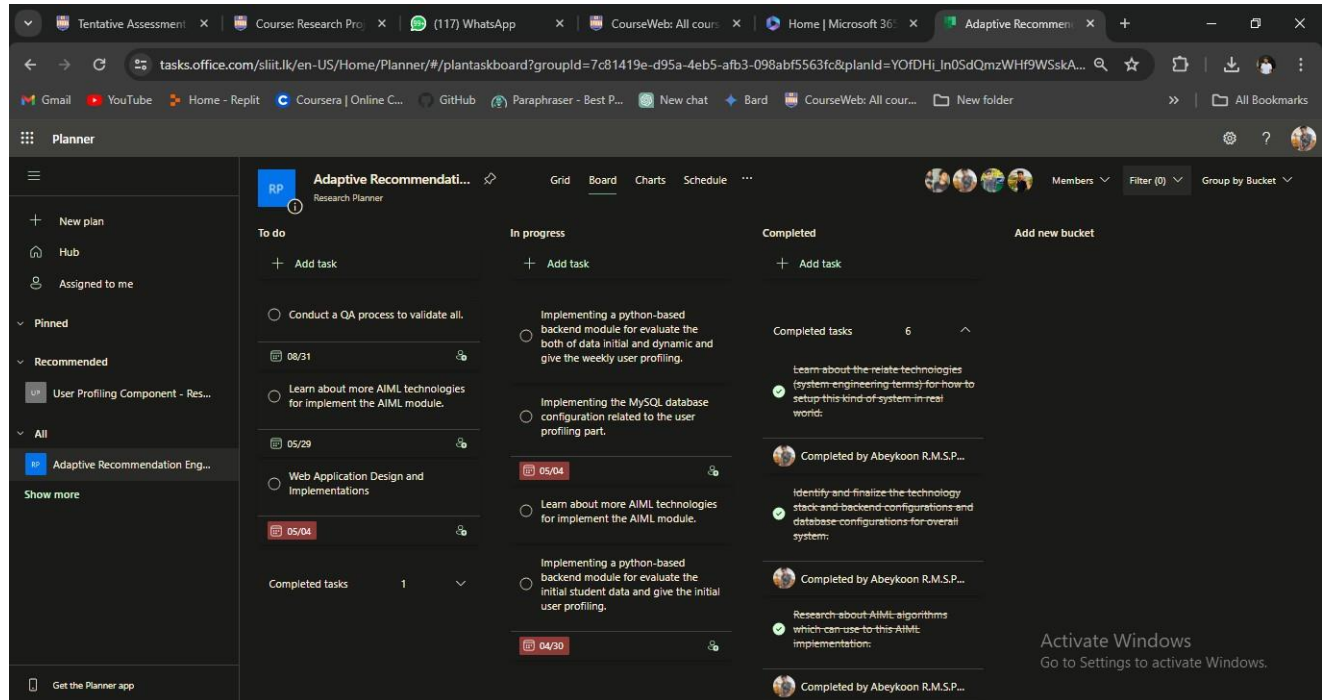 Tentative Assessment
Course: Research Pro
(117) WhatsApp
CourseWeb: All cours
Home | Microsoft 36
Adaptive Recommen
tasks.office.com/sliit.lk/en-US/Home/Planner/#/plantaskboard?groupId=7c81419e-d95a-4eb5-afb3-098abf5563fc&planId=YOfDHi_In0SdQmzWHf9WSskA...
Gmail
YouTube
Home - Replit
Coursera | Online C...
GitHub
Paraphraser - Best P...
New chat
Bard
CourseWeb: All cour...
New folder
»
All Bookmarks
Planner
?
New plan
Hub
Assigned to me
Pinned
Recommended
UP
User Profiling Component - Res...
All
RP
Adaptive Recommendation Eng...
Show more
Get the Planner app
RP
Adaptive Recommendati...
Research Planner
Grid
Board
Charts
Schedule
...
Members
Filter (0)
Group by Bucket
To do
+ Add task
Conduct a QA process to validate all.
08/31
Learn about more AIML technologies
for implement the AIML module.
05/29
Web Application Design and
Implementations
05/04
Completed tasks 1
In progress
+ Add task
Implementing a python-based
backend module for evaluate the
both of data initial and dynamic and
give the weekly user profiling.
Implementing the MySQL database
configuration related to the user
profiling part.
05/04
Learn about more AIML technologies
for implement the AIML module.
Implementing a python-based
backend module for evaluate the
initial student data and give the initial
user profiling.
04/30
Completed
+ Add task
Completed tasks 6
Learn about the relate technologies
(system engineering terms) for how to
setup this kind of system in real
world.
Completed by Abeykoon R.M.S.P...
Identify and finalize the technology
stack and backend configurations and
database configurations for overall
system.
Completed by Abeykoon R.M.S.P...
Research about AIML algorithms
which can use to this AIML
implementation.
Completed by Abeykoon R.M.S.P...
Add new bucket
Activate Windows
Go to Settings to activate Windows.